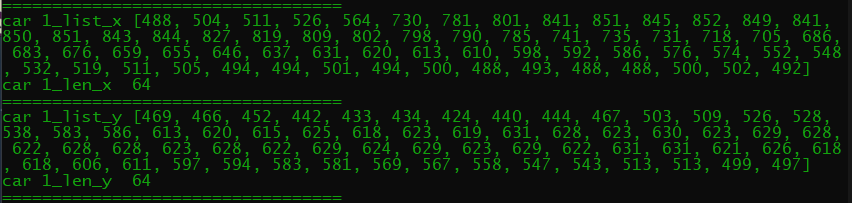 ==================================
car 1_list_x [488, 504, 511, 526, 564, 730, 781, 801, 841, 851, 845, 852, 849, 841,
850, 851, 843, 844, 827, 819, 809, 802, 798, 790, 785, 741, 735, 731, 718, 705, 686
, 683, 676, 659, 655, 646, 637, 631, 620, 613, 610, 598, 592, 586, 576, 574, 552, 548
, 532, 519, 511, 505, 494, 494, 501, 494, 500, 488, 493, 488, 488, 500, 502, 492]
car 1_len_x  64
==================================
car 1_list_y [469, 466, 452, 442, 433, 434, 424, 440, 444, 467, 503, 509, 526, 528,
538, 583, 586, 613, 620, 615, 625, 618, 623, 619, 631, 628, 623, 630, 623, 629, 628,
 622, 628, 628, 623, 628, 622, 629, 624, 629, 623, 629, 622, 631, 631, 621, 626, 618
, 618, 606, 611, 597, 594, 583, 581, 569, 567, 558, 547, 543, 513, 513, 499, 497]
car 1_len_y  64
==================================